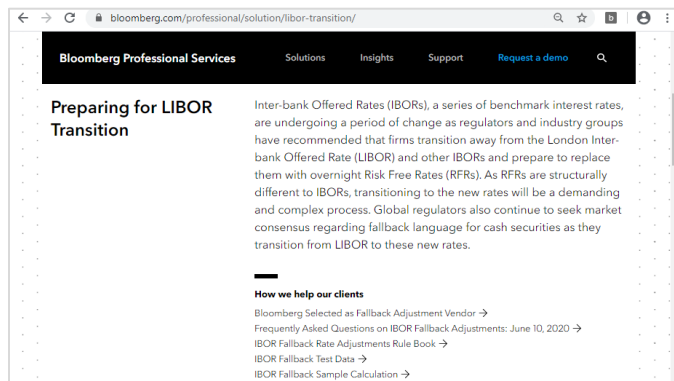 bloomberg.com/professional/solution/libor-transition/
Bloomberg Professional Services Solutions Insights Support Request a demo
Preparing for LIBOR
Transition
Inter-bank Offered Rates (IBORs), a series of benchmark interest rates,
are undergoing a period of change as regulators and industry groups
have recommended that firms transition away from the London Inter-
bank Offered Rate (LIBOR) and other IBORs and prepare to replace
them with overnight Risk Free Rates (RFRs). As RFRs are structurally
different to IBORs, transitioning to the new rates will be a demanding
and complex process. Global regulators also continue to seek market
consensus regarding fallback language for cash securities as they
transition from LIBOR to these new rates.
How we help our clients
Bloomberg Selected as Fallback Adjustment Vendor →
Frequently Asked Questions on IBOR Fallback Adjustments: June 10, 2020 →
IBOR Fallback Rate Adjustments Rule Book →
IBOR Fallback Test Data →
IBOR Fallback Sample Calculation →